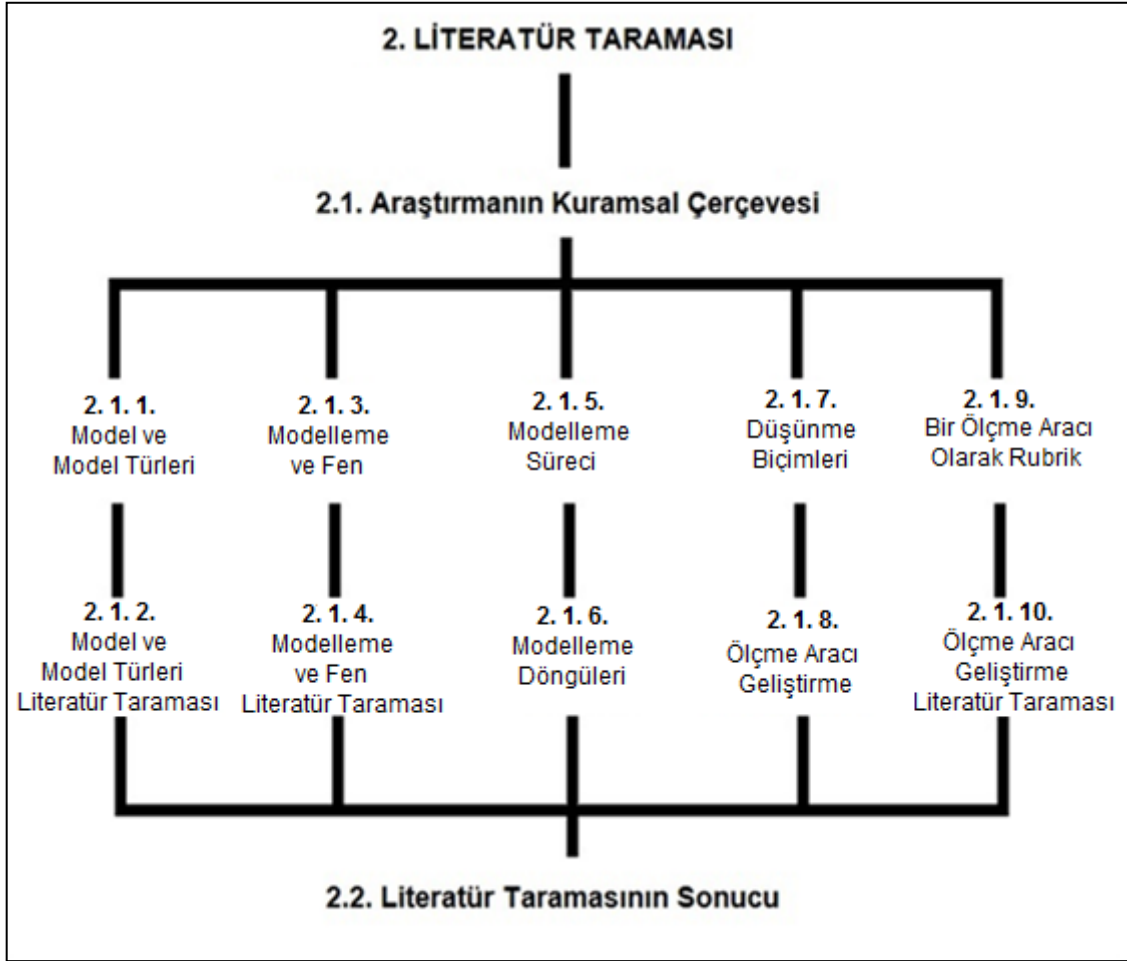 2. LİTERATÜR TARAMASI
2.1. Araştırmanın Kuramsal Çerçevesi
2. 1. 1.
Model ve
Model Türleri
2. 1. 3.
Modelleme
ve Fen
2. 1. 5.
Modelleme
Süreci
2. 1. 7.
Düşünme
Biçimleri
2. 1. 9.
Bir Ölçme Aracı
Olarak Rubrik
2. 1. 2.
Model ve
Model Türleri
Literatür Taraması
2. 1. 4.
Modelleme
ve Fen
Literatür Taraması
2. 1. 6.
Modelleme
Döngüleri
2. 1. 8.
Ölçme Aracı
Geliştirme
2. 1. 10.
Ölçme Aracı
Geliştirme
Literatür Taraması
2.2. Literatür Taramasının Sonucu